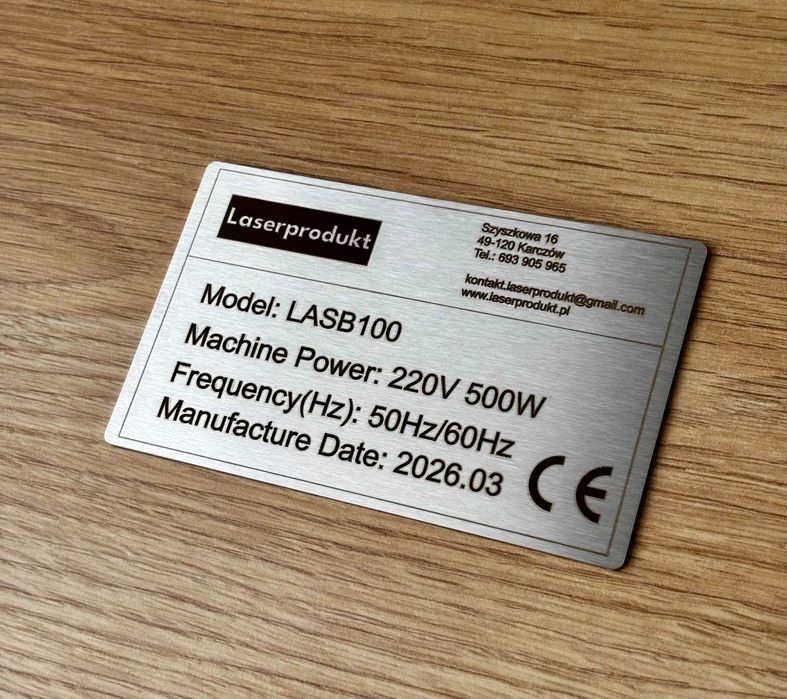 Laserprodukt
Szyszkowa 16
49-120 Karczów
Tel.: 693 905 965
kontakt.laserprodukt@gmail.com
www.laserprodukt.pl
Model: LASB100
Machine Power: 220V 500W
Frequency(Hz): 50Hz/60Hz
Manufacture Date: 2026.03
CE